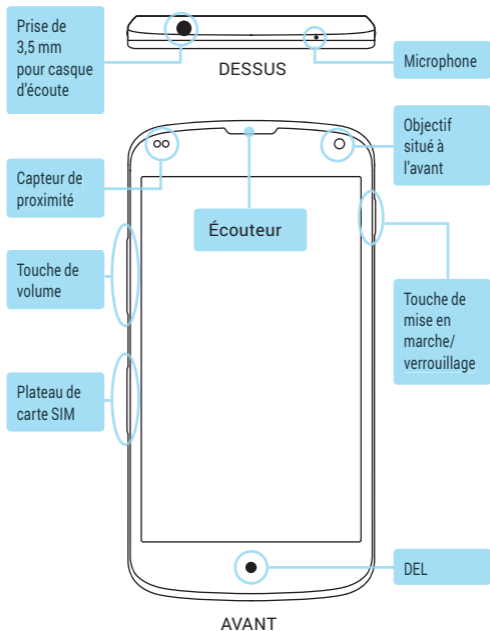 Prise de
3,5 mm
pour casque
d'écoute
DESSUS
Microphone
Objectif
situé à
l'avant
Capteur de
proximité
Écouteur
Touche de
volume
Touche de
mise en
marche/
verrouillage
Plateau de
carte SIM
DEL
AVANT